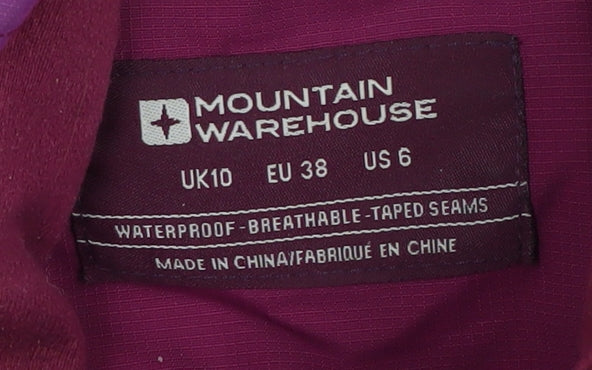 MOUNTAIN
WAREHOUSE
UK10 EU 38 US 6
WATERPROOF-BREATHABLE-TAPED SEAMS
MADE IN CHINA/FABRIQUÉ EN CHINE